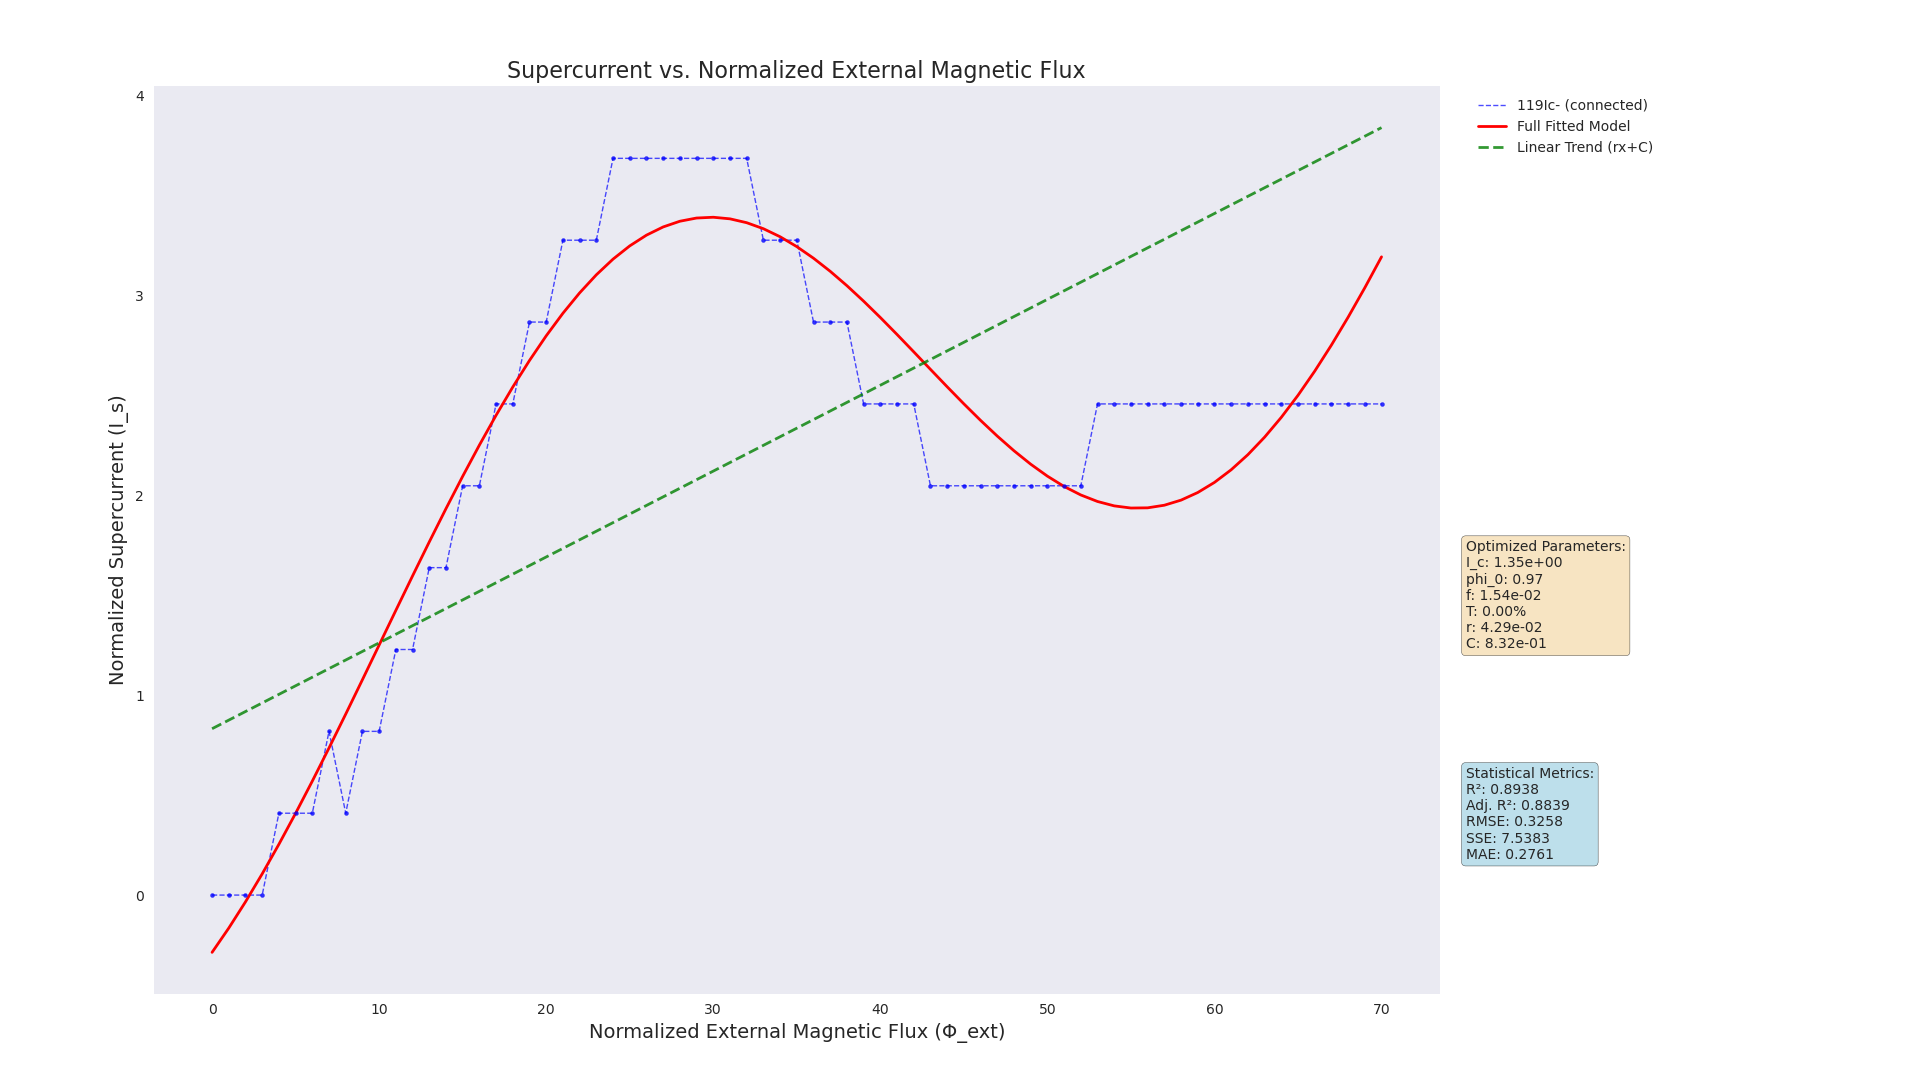 Supercurrent vs. Normalized External Magnetic Flux
4
3
2
1
0
Normalized Supercurrent (I_s)
0 10 20 30 40 50 60 70
Normalized External Magnetic Flux (Φ_ext)
119Ic- (connected)
Full Fitted Model
Linear Trend (rx+C)
Optimized Parameters:
I_c: 1.35e+00
phi_0: 0.97
f: 1.54e-02
T: 0.00%
r: 4.29e-02
C: 8.32e-01
Statistical Metrics:
R²: 0.8938
Adj. R²: 0.8839
RMSE: 0.3258
SSE: 7.5383
MAE: 0.2761